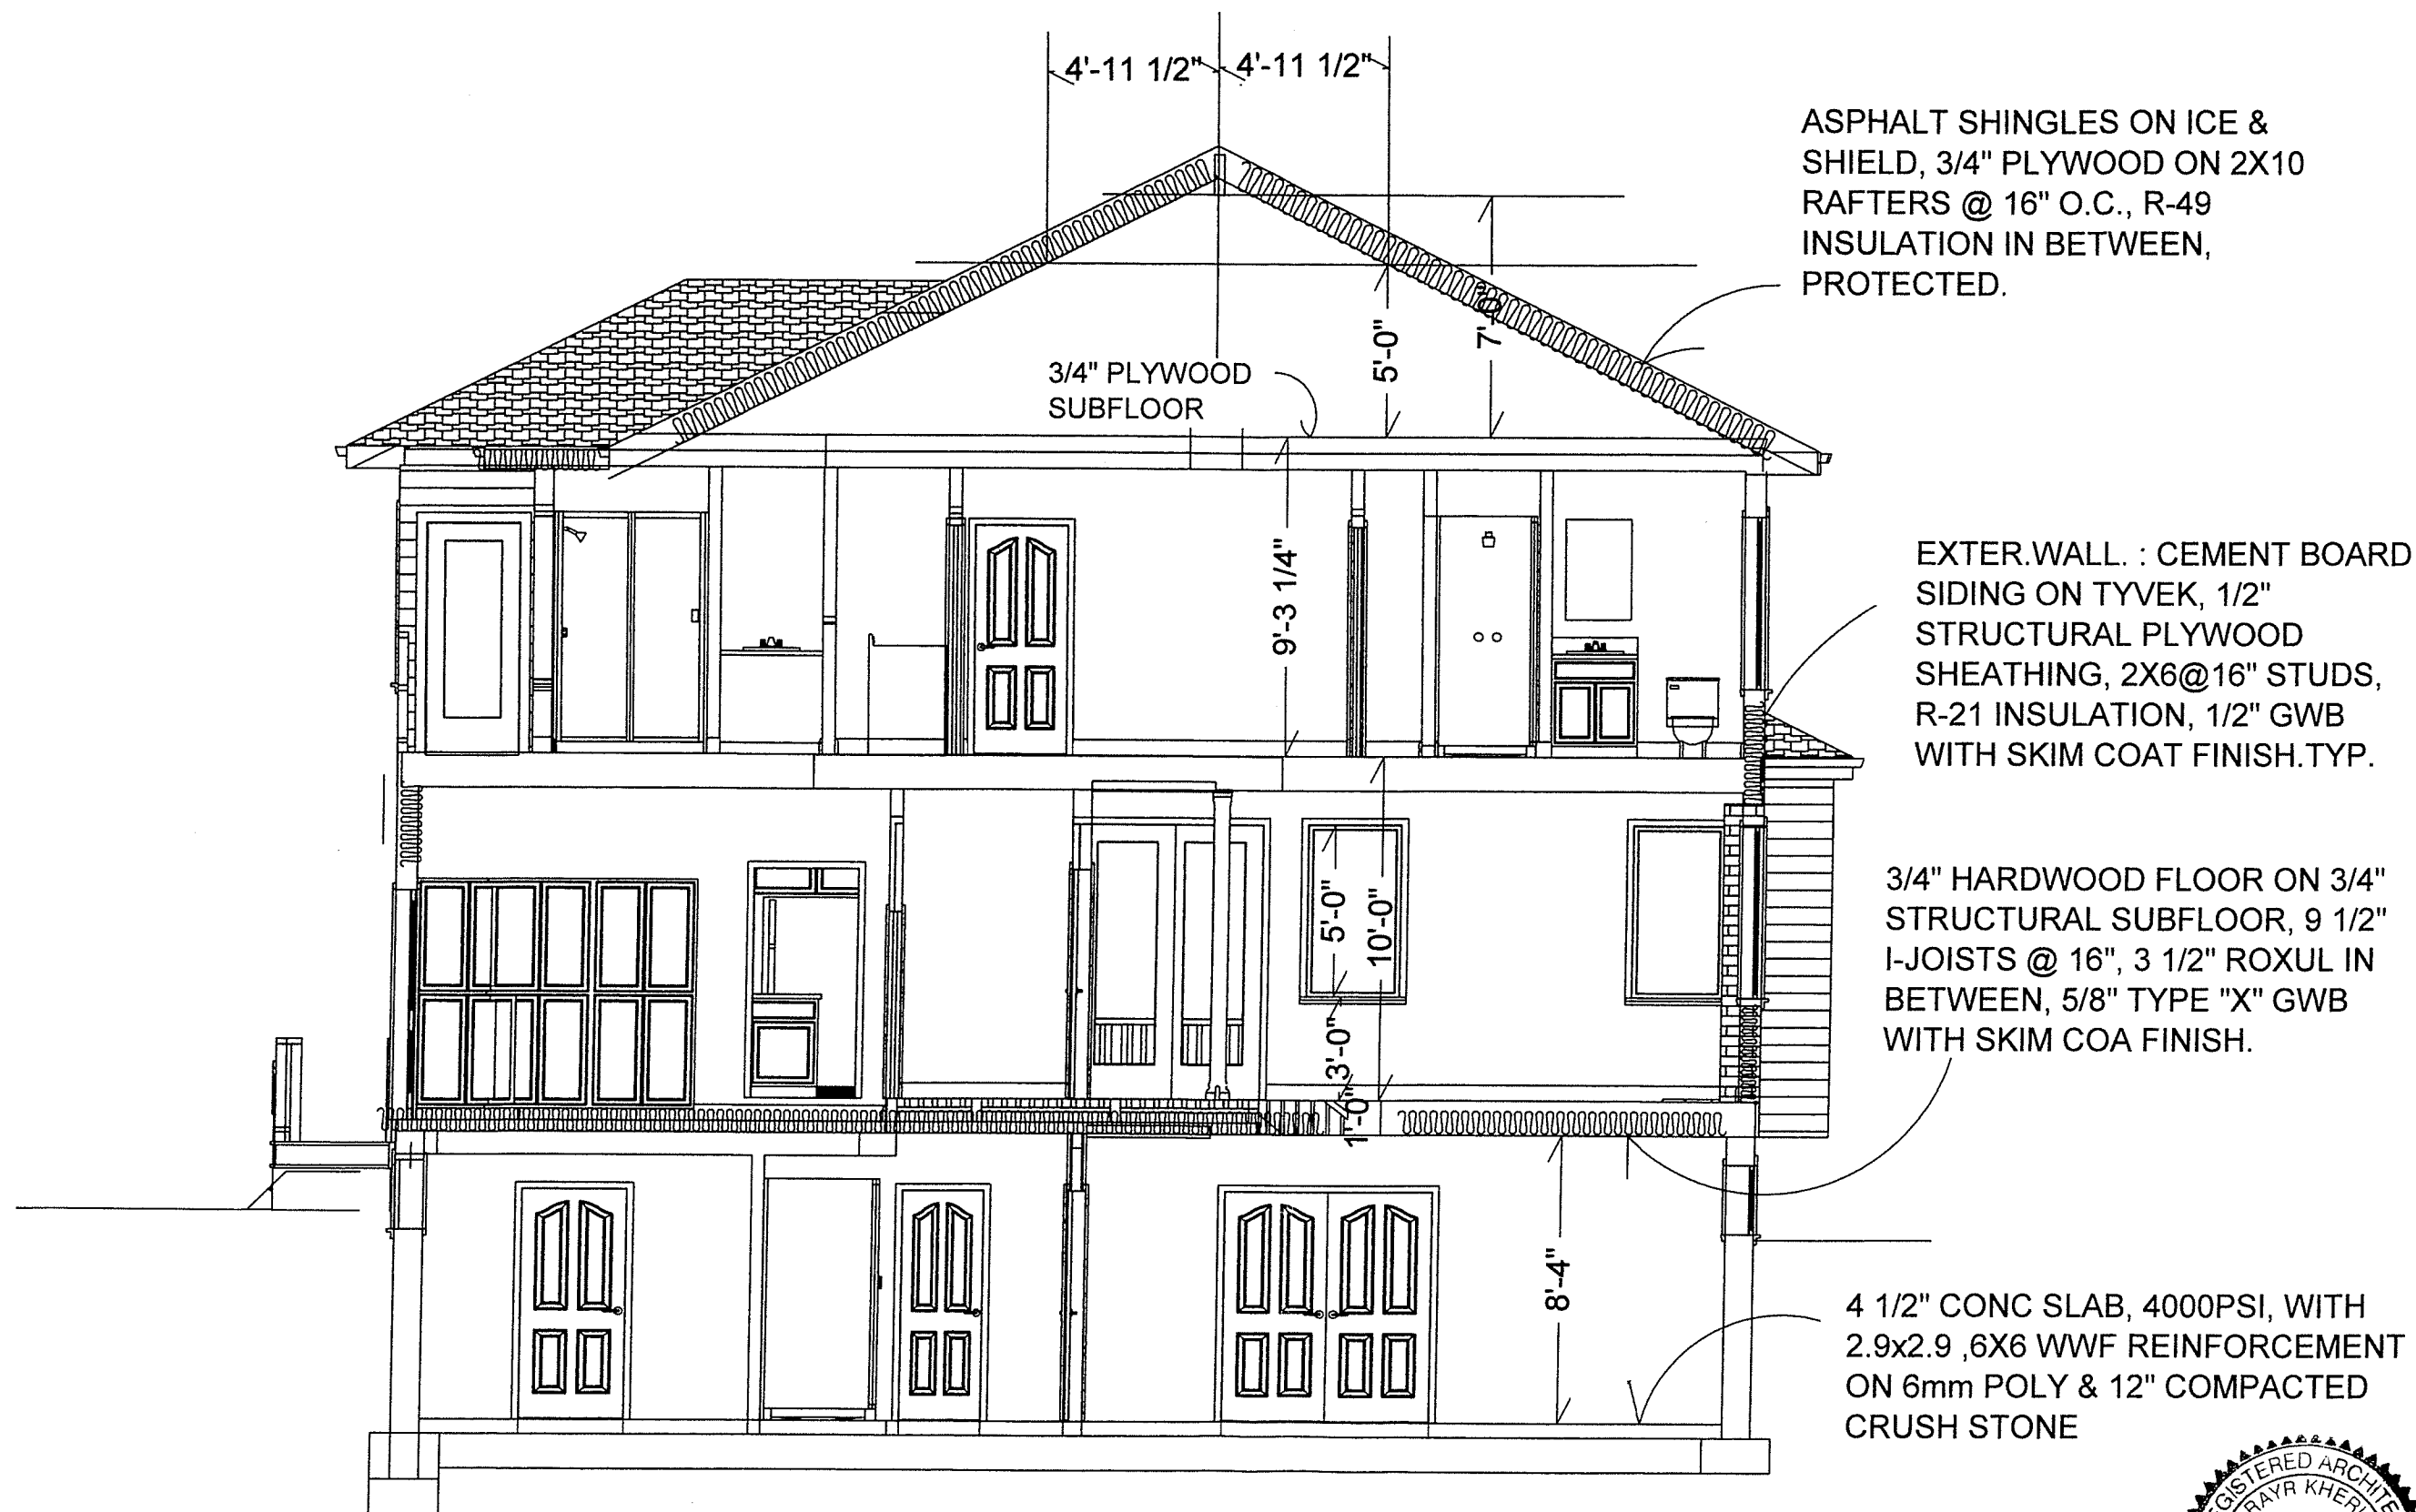 4'-11 1/2" 4'-11 1/2"
ASPHALT SHINGLES ON ICE &
SHIELD, 3/4" PLYWOOD ON 2X10
RAFTERS @ 16" O.C., R-49
INSULATION IN BETWEEN,
PROTECTED.
3/4" PLYWOOD
SUBFLOOR
5'-0"
9'-3 1/4"
EXTER.WALL. : CEMENT BOARD
SIDING ON TYVEK, 1/2"
STRUCTURAL PLYWOOD
SHEATHING, 2X6@16" STUDS,
R-21 INSULATION, 1/2" GWB
WITH SKIM COAT FINISH.TYP.
5'-0"
10'-0"
3'-0"
1'-0"
3/4" HARDWOOD FLOOR ON 3/4"
STRUCTURAL SUBFLOOR, 9 1/2"
I-JOISTS @ 16", 3 1/2" ROXUL IN
BETWEEN, 5/8" TYPE "X" GWB
WITH SKIM COA FINISH.
8'-4"
4 1/2" CONC SLAB, 4000PSI, WITH
2.9x2.9 ,6X6 WWF REINFORCEMENT
ON 6mm POLY & 12" COMPACTED
CRUSH STONE